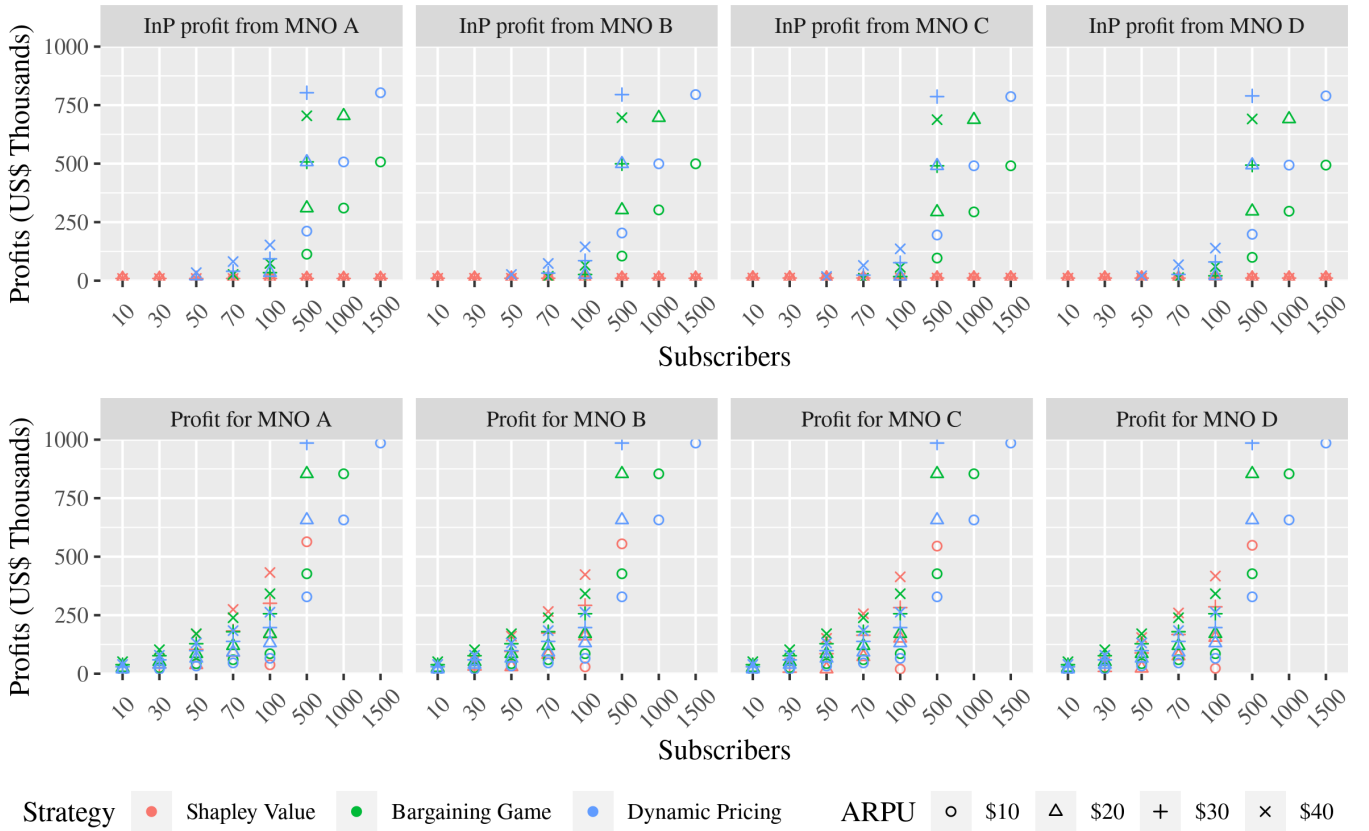 InP profit from MNO A InP profit from MNO B InP profit from MNO C InP profit from MNO D
Profits (US$ Thousands)
1000
750
500
250
0
10 30 50 70 100 500 1000 1500 10 30 50 70 100 500 1000 1500 10 30 50 70 100 500 1000 1500 10 30 50 70 100 500 1000 1500
Subscribers
Profit for MNO A Profit for MNO B Profit for MNO C Profit for MNO D
Profits (US$ Thousands)
1000
750
500
250
0
10 30 50 70 100 500 1000 1500 10 30 50 70 100 500 1000 1500 10 30 50 70 100 500 1000 1500 10 30 50 70 100 500 1000 1500
Subscribers
Strategy Shapley Value Bargaining Game Dynamic Pricing ARPU $10 $20 $30 $40